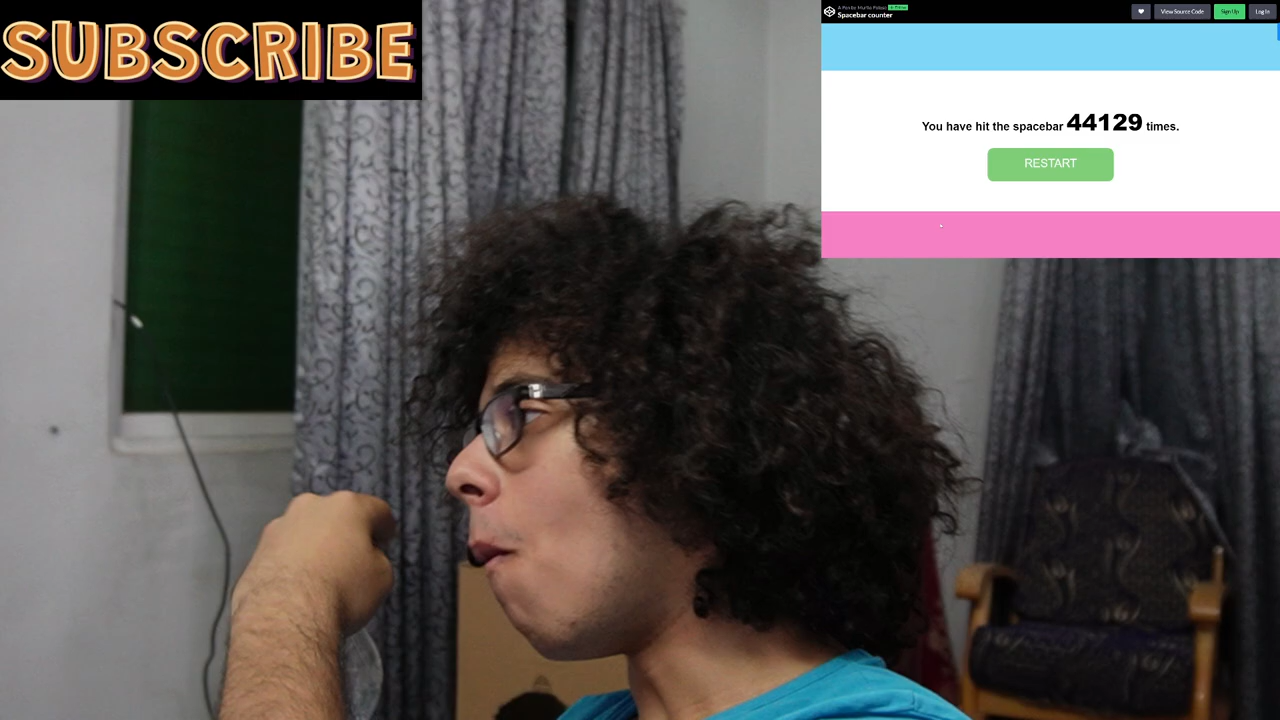 SUBSCRIBE
Spacebar counter
View Source Code
Sign Up
Log In
You have hit the spacebar 44129 times.
RESTART